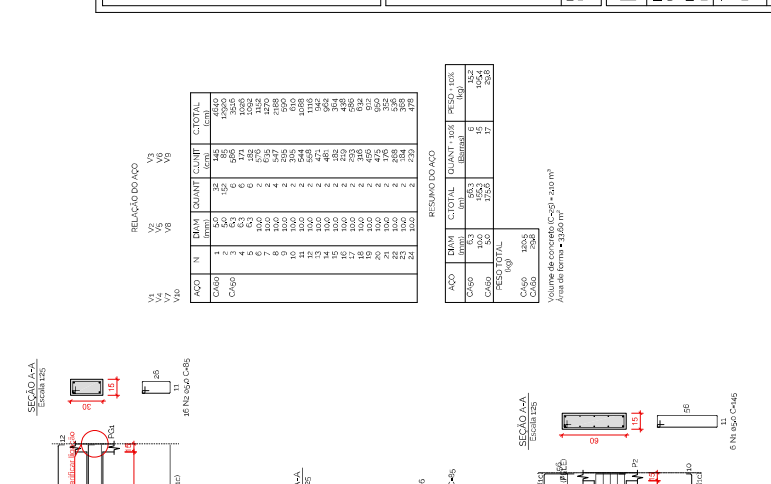 RELAÇÃO DO AÇO
V1 V2 V3
V4 V5 V6
V7 V8 V9
V10
AÇO N DIAM (mm) QUANT C.UNIT (cm) C.TOTAL (cm)
CA60 1 5.0 32 145 4640
2 5.0 152 85 12920
CA50 3 6.3 6 586 3516
4 6.3 6 171 1026
5 6.3 6 182 1092
6 10.0 2 576 1152
7 10.0 2 635 1270
8 10.0 4 547 2188
9 10.0 2 295 590
10 10.0 2 305 610
11 10.0 2 544 1088
12 10.0 2 558 1116
13 10.0 2 471 942
14 10.0 2 481 962
15 10.0 2 182 364
16 10.0 2 219 438
17 10.0 2 293 586
18 10.0 2 316 632
19 10.0 2 456 912
20 10.0 2 475 950
21 10.0 2 176 352
22 10.0 2 268 536
23 10.0 2 184 368
24 10.0 2 239 478
RESUMO DO AÇO
AÇO DIAM (mm) C.TOTAL (m) QUANT + 10% (Barras) PESO + 10% (kg)
CA50 6.3 56.3 6 15.2
10.0 155.3 15 105.4
CA60 5.0 175.6 17 29.8
PESO TOTAL
(kg)
CA50 120.5
CA60 29.8
Volume de concreto (C-25) = 2.10 m³
Área de forma = 33.60 m²
SEÇÃO A-A
Escala 1:25
30
15
26
11
16 N2 ø5.0 C=85
PG1
15
SEÇÃO A-A
Escala 1:25
60
15
56
11
6 N1 ø5.0 C=145
P2
15